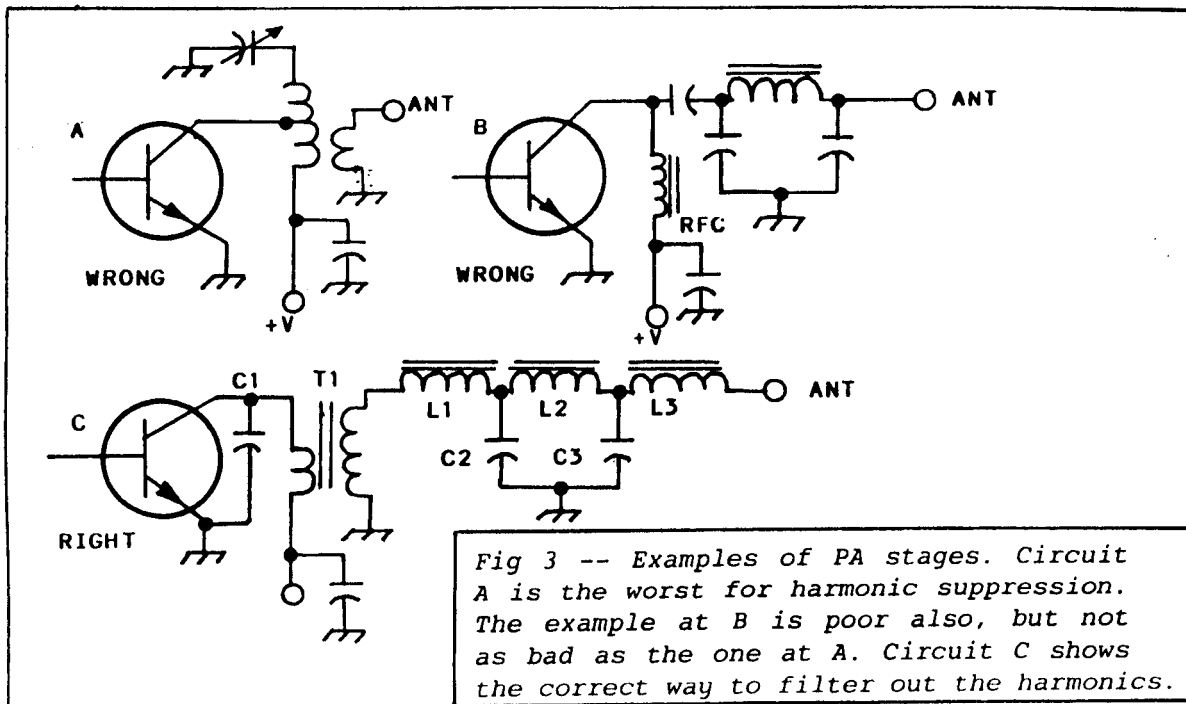 A
ANT
WRONG
+V
B
ANT
RFC
WRONG
+V
C
C1
T1
L1
L2
L3
ANT
C2
C3
RIGHT
Fig 3 -- Examples of PA stages. Circuit
A is the worst for harmonic suppression.
The example at B is poor also, but not
as bad as the one at A. Circuit C shows
the correct way to filter out the harmonics.